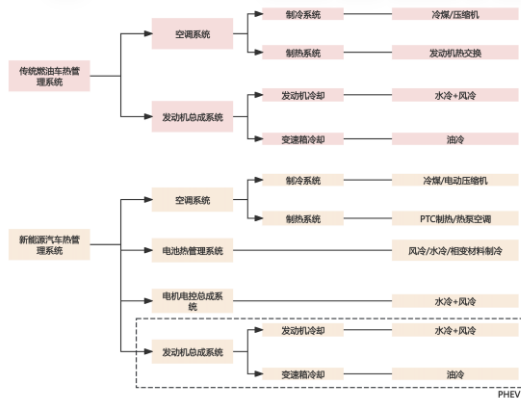 制冷系统
冷煤/压缩机
空调系统
制热系统
发动机热交换
传统燃油车热管
理系统
发动机冷却
水冷+风冷
发动机总成系统
变速箱冷却
油冷
制冷系统
冷煤/电动压缩机
空调系统
制热系统
PTC制热/热泵空调
新能源汽车热管
理系统
电池热管理系统
风冷/水冷/相变材料制冷
电机电控总成系
统
水冷+风冷
发动机冷却
水冷+风冷
发动机总成系统
变速箱冷却
油冷
PHEV